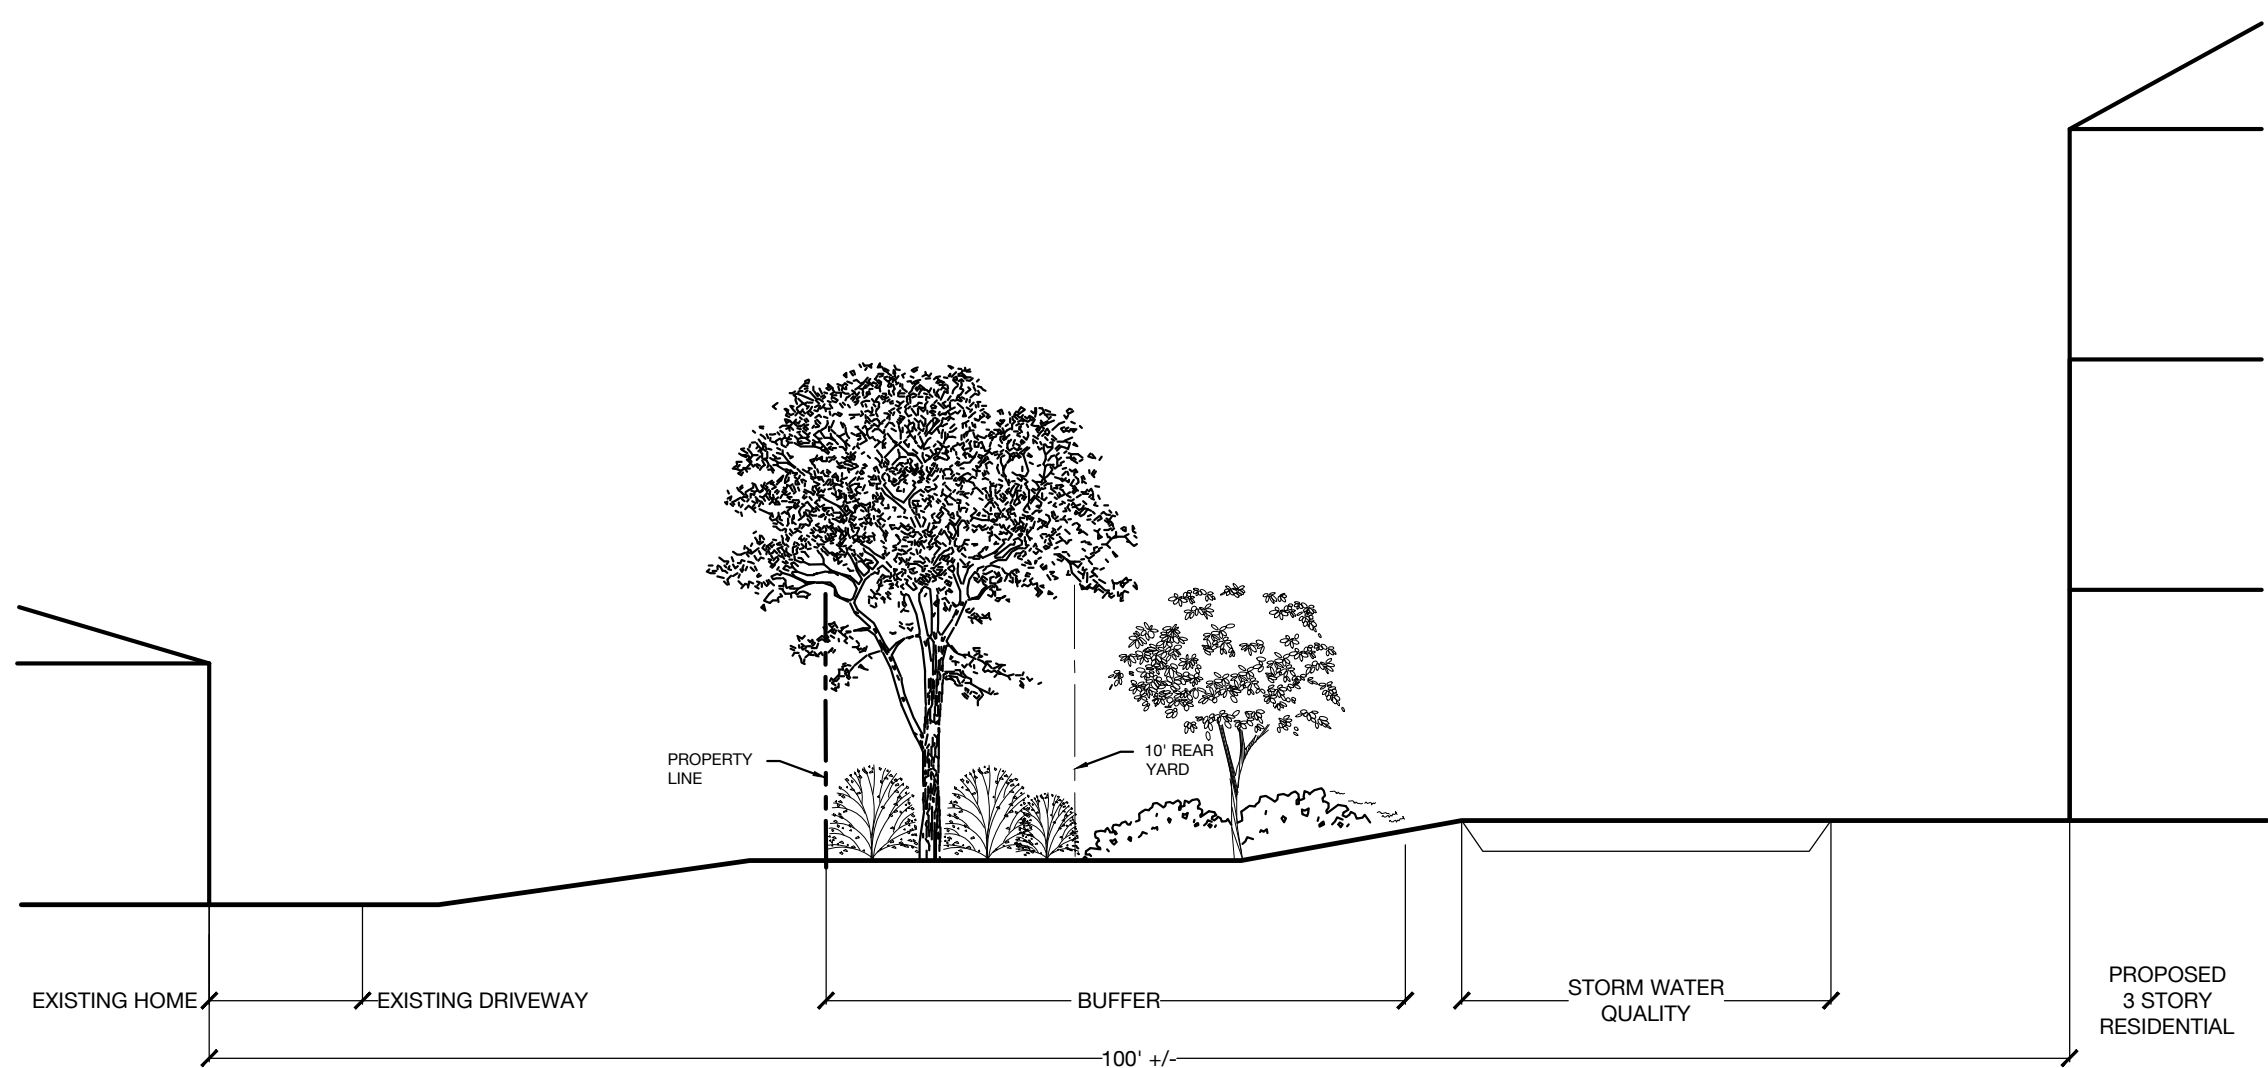 PROPERTY
LINE
10' REAR
YARD
EXISTING HOME
EXISTING DRIVEWAY
BUFFER
STORM WATER
QUALITY
PROPOSED
3 STORY
RESIDENTIAL
100' +/-